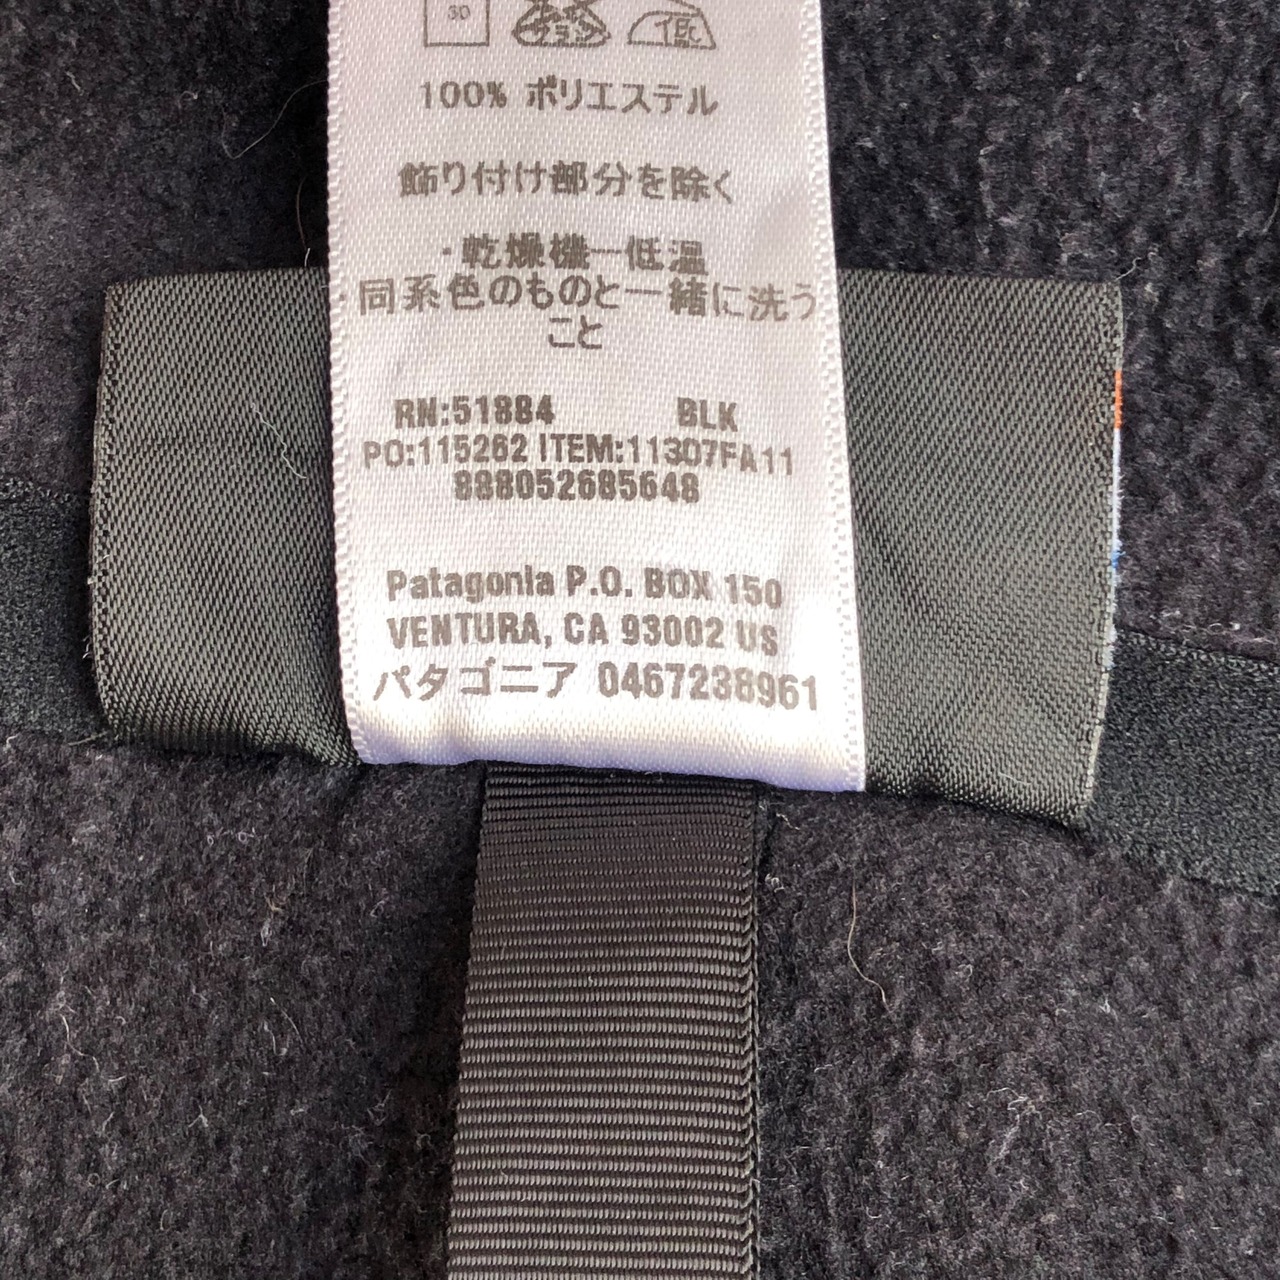 30
低
100% ポリエステル
飾り付け部分を除く
・乾燥機ー低温
・同系色のものと一緒に洗う
こと
RN:51884 BLK
PO:115262 ITEM:11307FA11
888052685648
Patagonia P.O. BOX 150
VENTURA, CA 93002 US
パタゴニア 0467238961